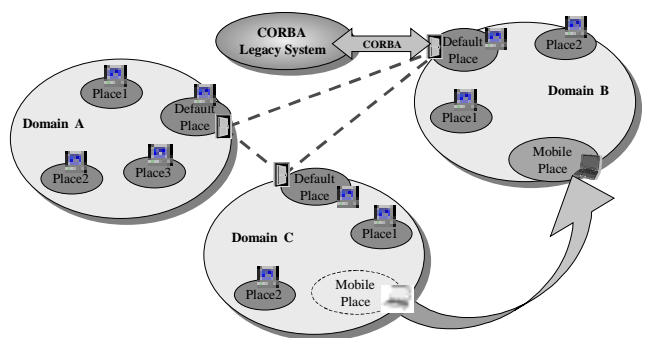 CORBA
Legacy System
CORBA
Default
Place
Place2
Domain B
Place1
Mobile
Place
Place1
Default
Place
Domain A
Place2
Place3
Default
Place
Place1
Domain C
Place2
Mobile
Place